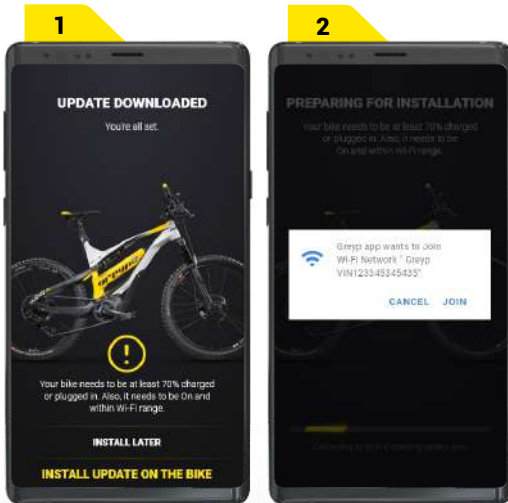 1
UPDATE DOWNLOADED
You're all set.
greyp
Your bike needs to be at least 70% charged
or plugged in. Also, it needs to be On and
within Wi-Fi range.
INSTALL LATER
INSTALL UPDATE ON THE BIKE
2
PREPARING FOR INSTALLATION
Your bike needs to be at least 70% charged
or plugged in. Also, it needs to be
On and within Wi-Fi range.
Greyp app wants to Join
Wi-Fi Network " Greyp
VIN123345345435"
CANCEL JOIN